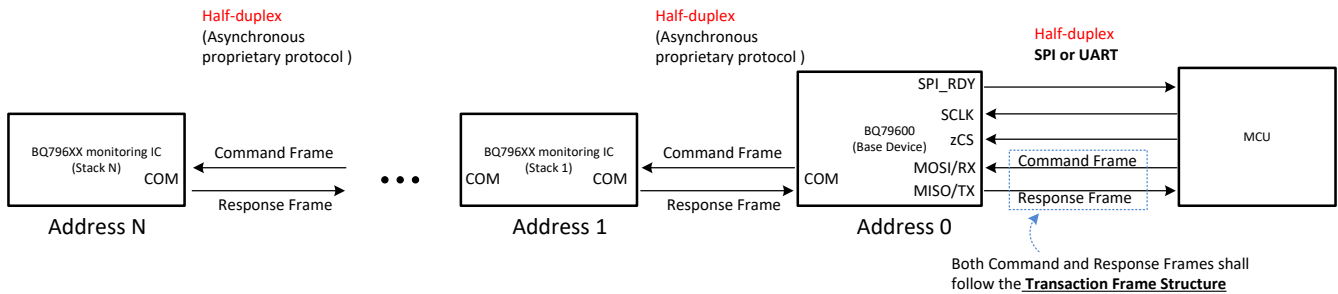 Half-duplex
(Asynchronous
proprietary protocol )
Half-duplex
(Asynchronous
proprietary protocol )
Half-duplex
SPI or UART
BQ796XX monitoring IC
(Stack N)
COM
Command Frame
Response Frame
Address N
BQ796XX monitoring IC
(Stack 1)
COM
COM
Command Frame
Response Frame
Address 1
SPI_RDY
SCLK
BQ79600
(Base Device)
zCS
MOSI/RX
COM
MISO/TX
Address 0
Command Frame
Response Frame
MCU
Both Command and Response Frames shall
follow the Transaction Frame Structure